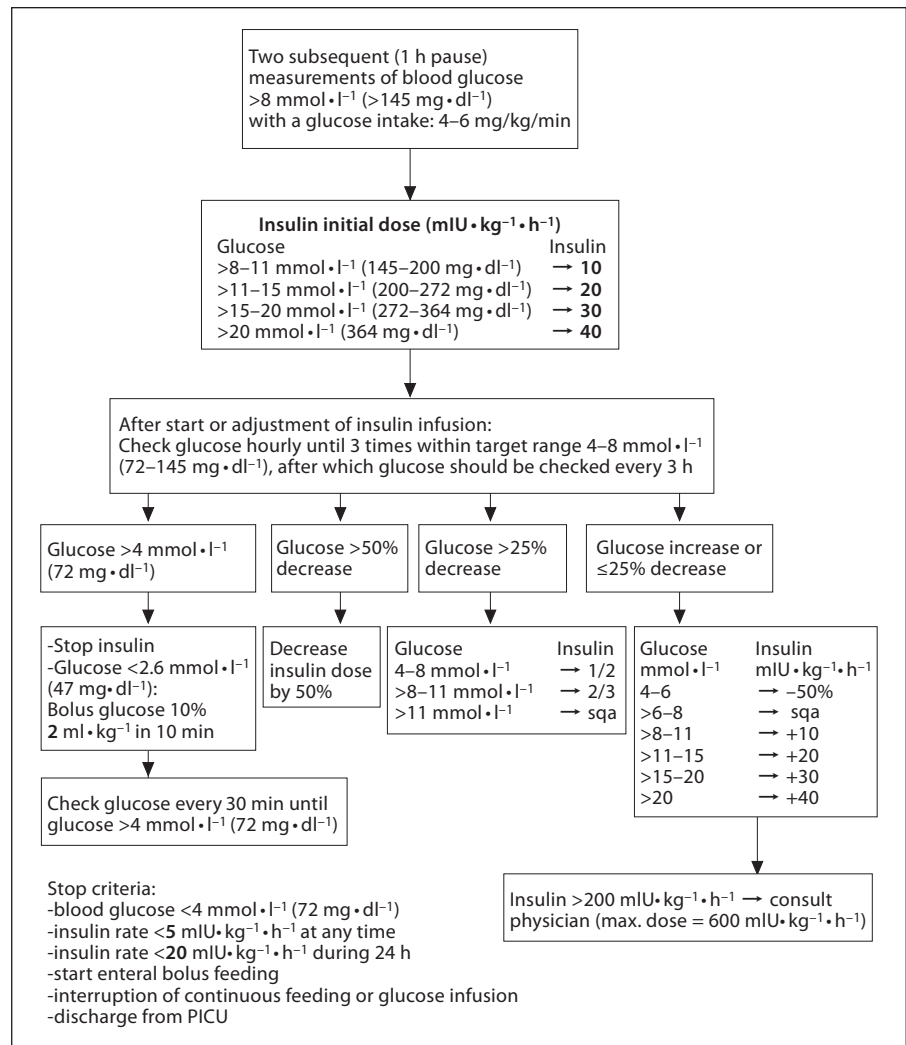 Two subsequent (1 h pause)
measurements of blood glucose
>8 mmol•l⁻¹ (>145 mg•dl⁻¹)
with a glucose intake: 4–6 mg/kg/min
Insulin initial dose (mIU•kg⁻¹•h⁻¹)
Glucose Insulin
>8–11 mmol•l⁻¹ (145–200 mg•dl⁻¹) → 10
>11–15 mmol•l⁻¹ (200–272 mg•dl⁻¹) → 20
>15–20 mmol•l⁻¹ (272–364 mg•dl⁻¹) → 30
>20 mmol•l⁻¹ (364 mg•dl⁻¹) → 40
After start or adjustment of insulin infusion:
Check glucose hourly until 3 times within target range 4–8 mmol•l⁻¹
(72–145 mg•dl⁻¹), after which glucose should be checked every 3 h
Glucose >4 mmol•l⁻¹
(72 mg•dl⁻¹)
Glucose >50%
decrease
Glucose >25%
decrease
Glucose increase or
≤25% decrease
-Stop insulin
-Glucose <2.6 mmol•l⁻¹
(47 mg•dl⁻¹):
Bolus glucose 10%
2 ml•kg⁻¹ in 10 min
Decrease
insulin dose
by 50%
Glucose Insulin
4–8 mmol•l⁻¹ → 1/2
>8–11 mmol•l⁻¹ → 2/3
>11 mmol•l⁻¹ → sqa
Glucose Insulin
mmol•l⁻¹ mIU•kg⁻¹•h⁻¹
4–6 → –50%
>6–8 → sqa
>8–11 → +10
>11–15 → +20
>15–20 → +30
>20 → +40
Check glucose every 30 min until
glucose >4 mmol•l⁻¹ (72 mg•dl⁻¹)
Insulin >200 mIU•kg⁻¹•h⁻¹ → consult
physician (max. dose = 600 mIU•kg⁻¹•h⁻¹)
Stop criteria:
-blood glucose <4 mmol•l⁻¹ (72 mg•dl⁻¹)
-insulin rate <5 mIU•kg⁻¹•h⁻¹ at any time
-insulin rate <20 mIU•kg⁻¹•h⁻¹ during 24 h
-start enteral bolus feeding
-interruption of continuous feeding or glucose infusion
-discharge from PICU